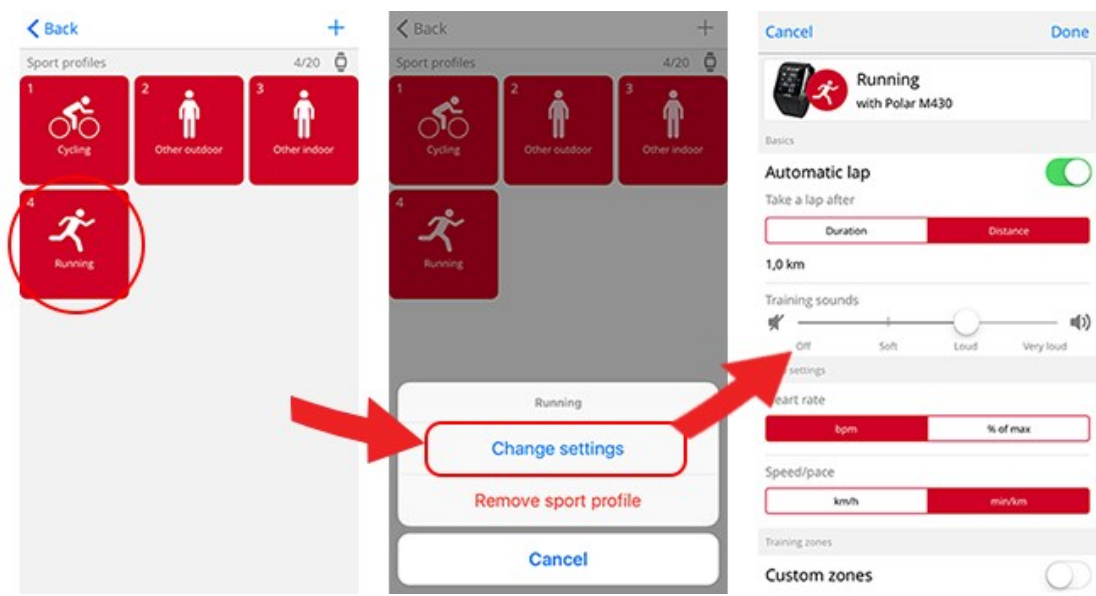 Back +
Sport profiles 4/20
1 2 3
Cycling Other outdoor Other indoor
4
Running
Back +
Sport profiles 4/20
1 2 3
Cycling Other outdoor Other indoor
4
Running
Running
Change settings
Remove sport profile
Cancel
Cancel Done
Running
with Polar M430
Basics
Automatic lap
Take a lap after
Duration Distance
1,0 km
Training sounds
Off Soft Loud Very loud
settings
eart rate
bpm % of max
Speed/pace
km/h min/km
Training zones
Custom zones